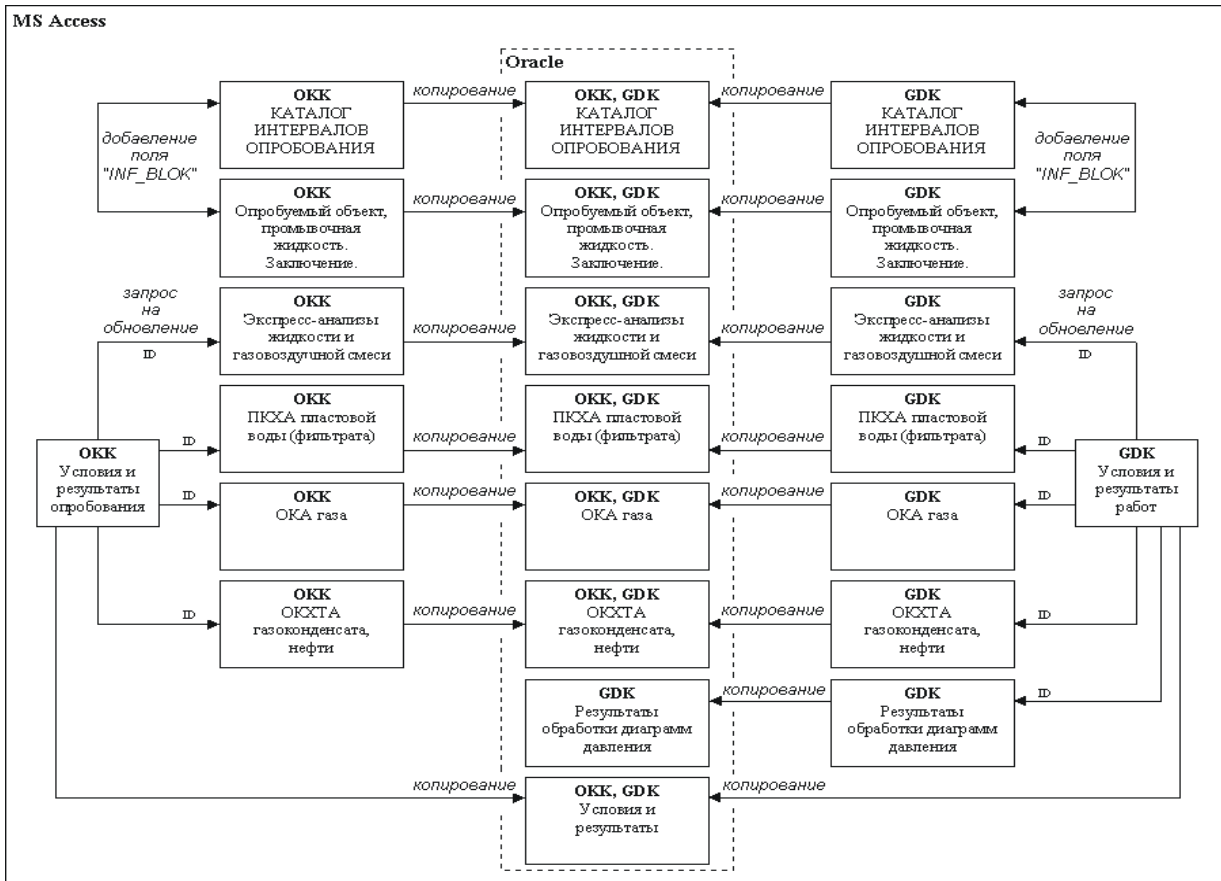 MS Access
Oracle
OKK
КАТАЛОГ
ИНТЕРВАЛОВ
ОПРОБОВАНИЯ
копирование
OKK, GDK
КАТАЛОГ
ИНТЕРВАЛОВ
ОПРОБОВАНИЯ
копирование
GDK
КАТАЛОГ
ИНТЕРВАЛОВ
ОПРОБОВАНИЯ
добавление
поля
"INF_BLOK"
добавление
поля
"INF_BLOK"
OKK
Опробуемый объект,
промывочная
жидкость.
Заключение.
копирование
OKK, GDK
Опробуемый объект,
промывочная
жидкость.
Заключение.
копирование
GDK
Опробуемый объект,
промывочная
жидкость.
Заключение.
запрос
на
обновление
ID
OKK
Экспресс-анализы
жидкости и
газовоздушной смеси
копирование
OKK, GDK
Экспресс-анализы
жидкости и
газовоздушной смеси
копирование
GDK
Экспресс-анализы
жидкости и
газовоздушной смеси
запрос
на
обновление
ID
OKK
ПКХА пластовой
воды (фильтрата)
копирование
OKK, GDK
ПКХА пластовой
воды (фильтрата)
копирование
GDK
ПКХА пластовой
воды (фильтрата)
ID
ID
OKK
Условия и
результаты
опробования
GDK
Условия и
результаты
работ
ID
OKK
ОКА газа
копирование
OKK, GDK
ОКА газа
копирование
GDK
ОКА газа
ID
ID
OKK
ОКХТА
газоконденсата,
нефти
копирование
OKK, GDK
ОКХТА
газоконденсата,
нефти
копирование
GDK
ОКХТА
газоконденсата,
нефти
ID
GDK
Результаты
обработки диаграмм
давления
копирование
GDK
Результаты
обработки диаграмм
давления
ID
копирование
OKK, GDK
Условия и
результаты
копирование